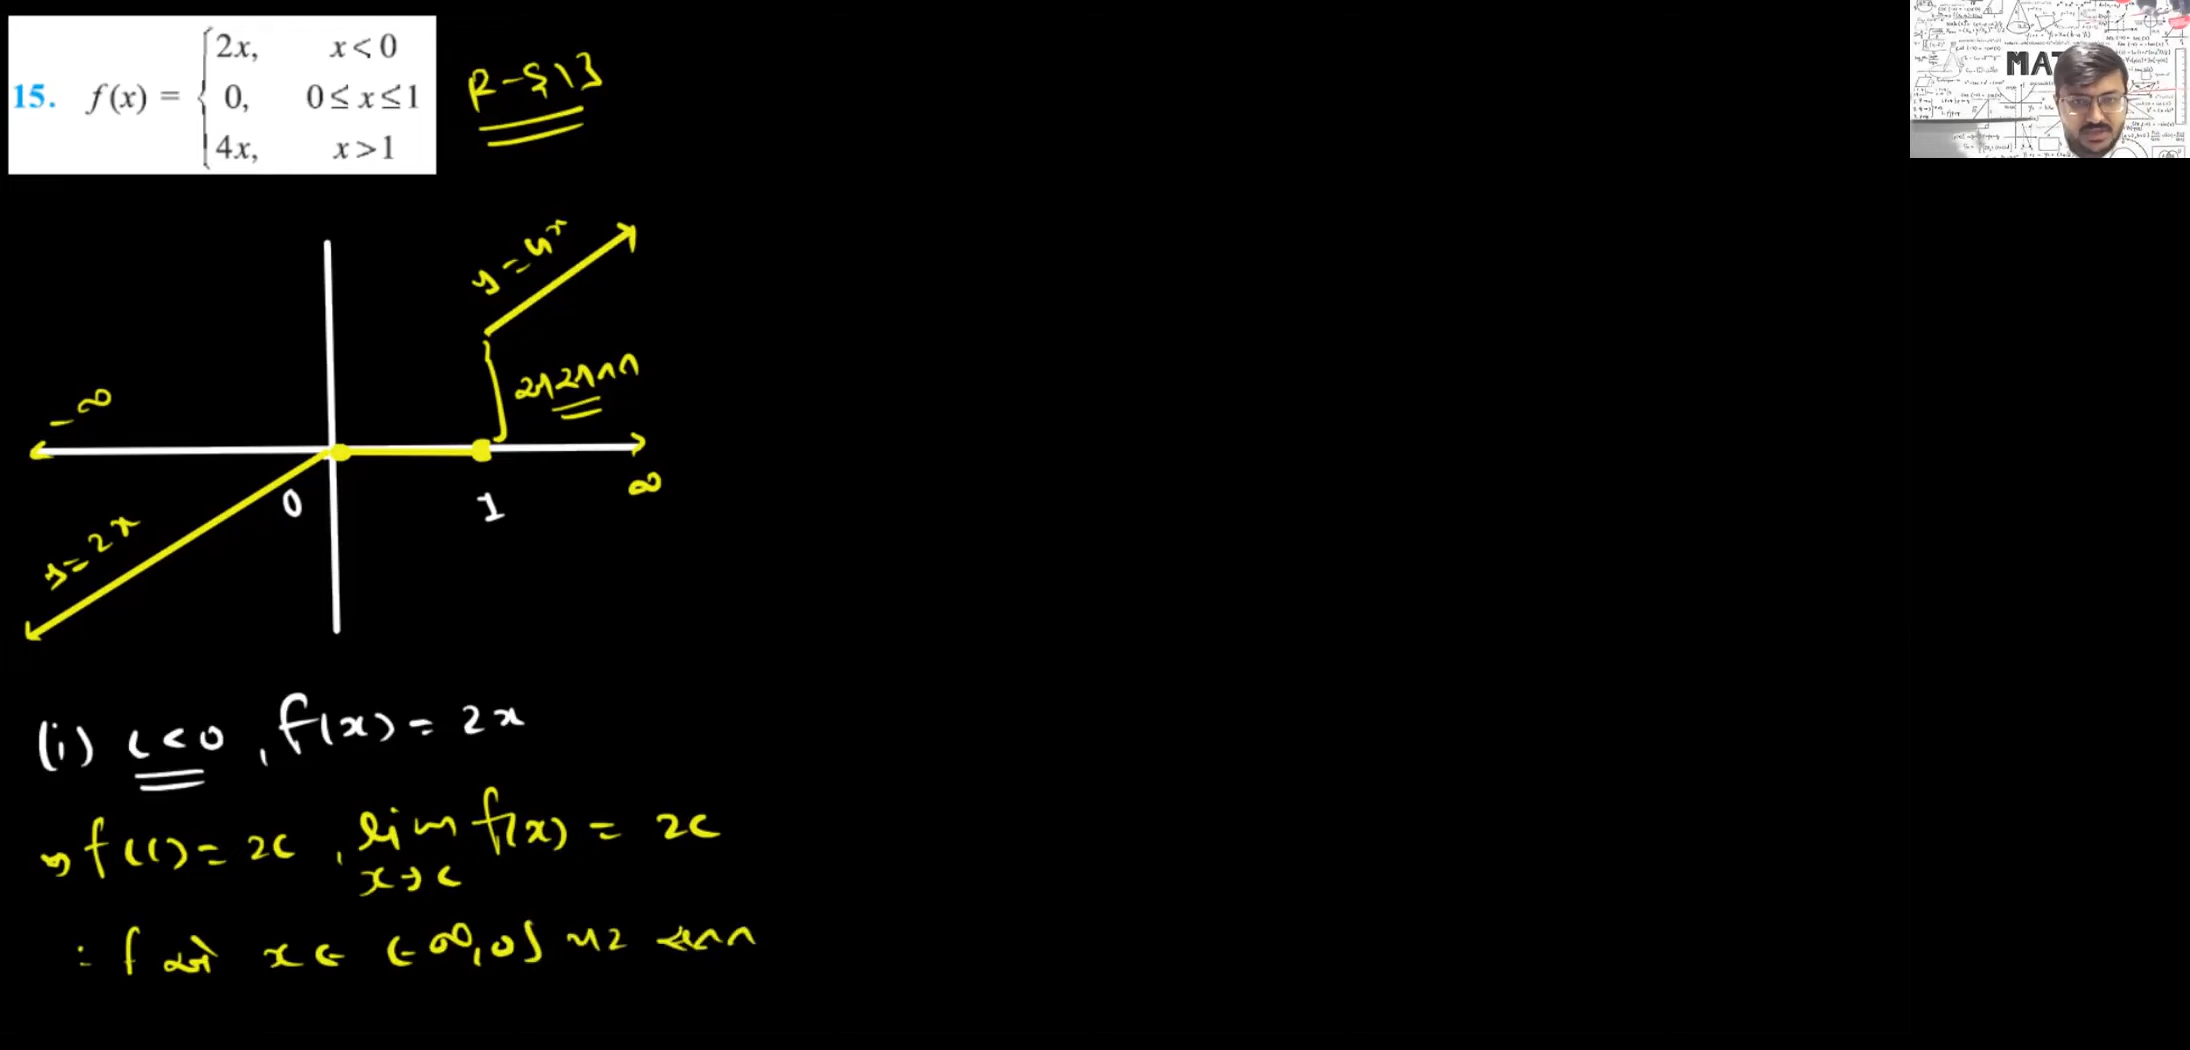 15. f(x) = { 2x, x<0
0, 0≤x≤1
4x, x>1
R-{1}
y=4x
-∞
∞
0
1
y=2x
(i) c<0, f(x) = 2x
→ f(c) = 2c, lim f(x) = 2c
x→c
∴ f x ∈ (-∞,0)
MAT